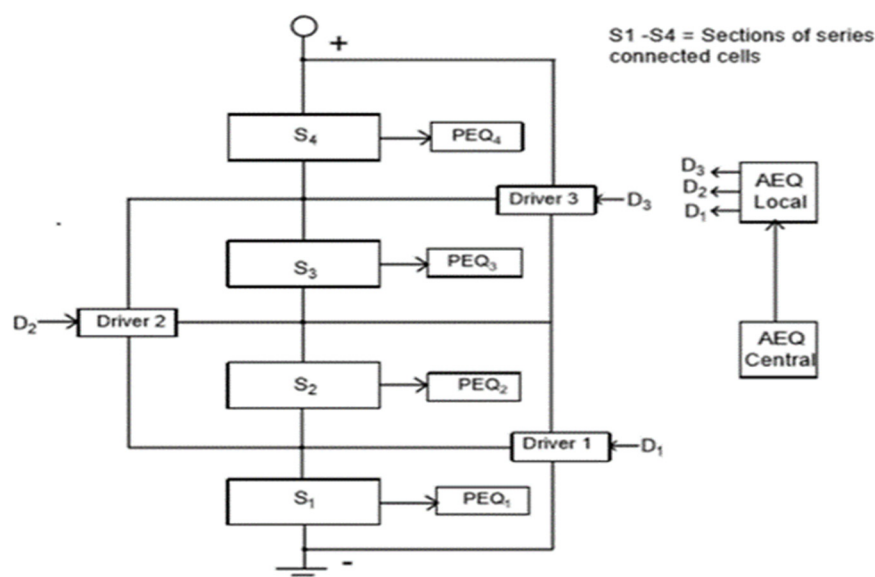 +
S1 -S4 = Sections of series
connected cells
S₄
PEQ₄
Driver 3
D₃
D₃
D₂
D₁
AEQ
Local
S₃
PEQ₃
D₂
Driver 2
AEQ
Central
S₂
PEQ₂
Driver 1
D₁
S₁
PEQ₁
-